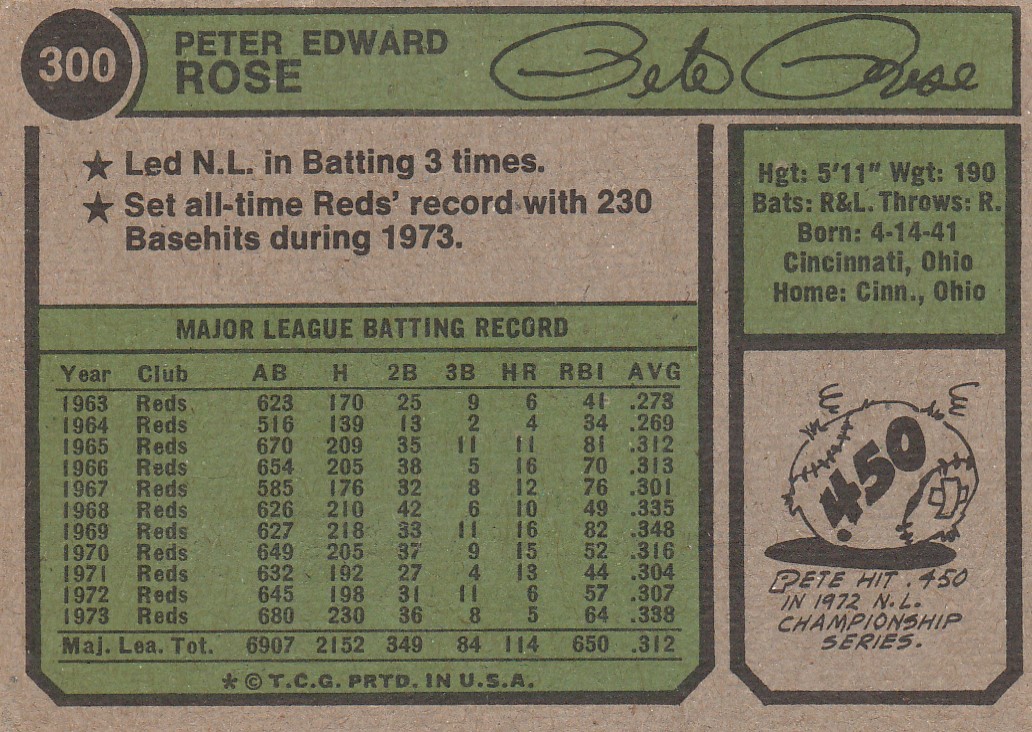 300
PETER EDWARD
ROSE
Pete Rose
★ Led N.L. in Batting 3 times.
★ Set all-time Reds' record with 230
Basehits during 1973.
Hgt: 5'11" Wgt: 190
Bats: R&L. Throws: R.
Born: 4-14-41
Cincinnati, Ohio
Home: Cinn., Ohio
MAJOR LEAGUE BATTING RECORD
Year Club AB H 2B 3B HR RBI AVG
1963 Reds 623 170 25 9 6 41 .273
1964 Reds 516 139 13 2 4 34 .269
1965 Reds 670 209 35 11 11 81 .312
1966 Reds 654 205 38 5 16 70 .313
1967 Reds 585 176 32 8 12 76 .301
1968 Reds 626 210 42 6 10 49 .335
1969 Reds 627 218 33 11 16 82 .348
1970 Reds 649 205 37 9 15 52 .316
1971 Reds 632 192 27 4 13 44 .304
1972 Reds 645 198 31 11 6 57 .307
1973 Reds 680 230 36 8 5 64 .338
Maj. Lea. Tot. 6907 2152 349 84 114 650 .312
* © T.C.G. PRTD. IN U.S.A.
.450
PETE HIT .450
IN 1972 N.L.
CHAMPIONSHIP
SERIES.